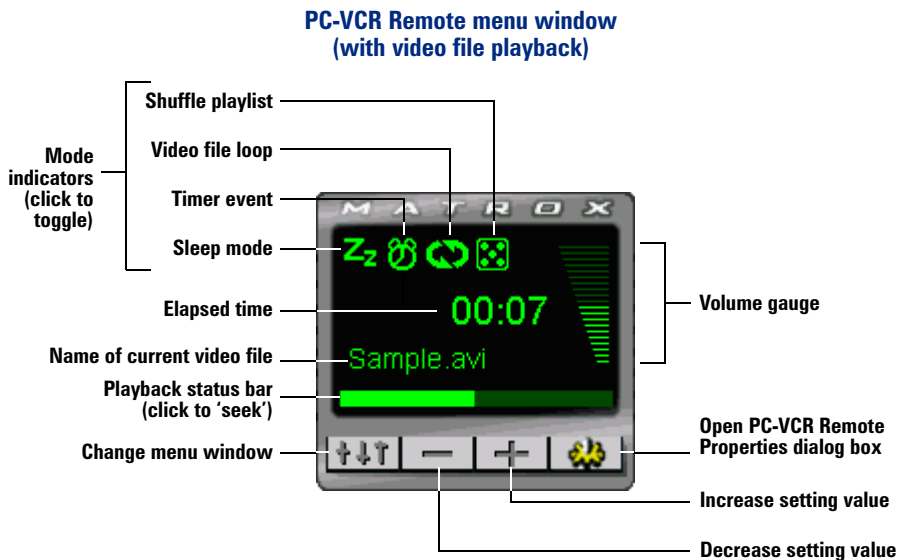 PC-VCR Remote menu window
(with video file playback)
Shuffle playlist
Video file loop
Mode
indicators
(click to
toggle)
Timer event
Sleep mode
MATROX
Zz
Elapsed time
00:07
Volume gauge
Name of current video file
Sample.avi
Playback status bar
(click to ‘seek’)
Change menu window
Open PC-VCR Remote
Properties dialog box
Increase setting value
Decrease setting value